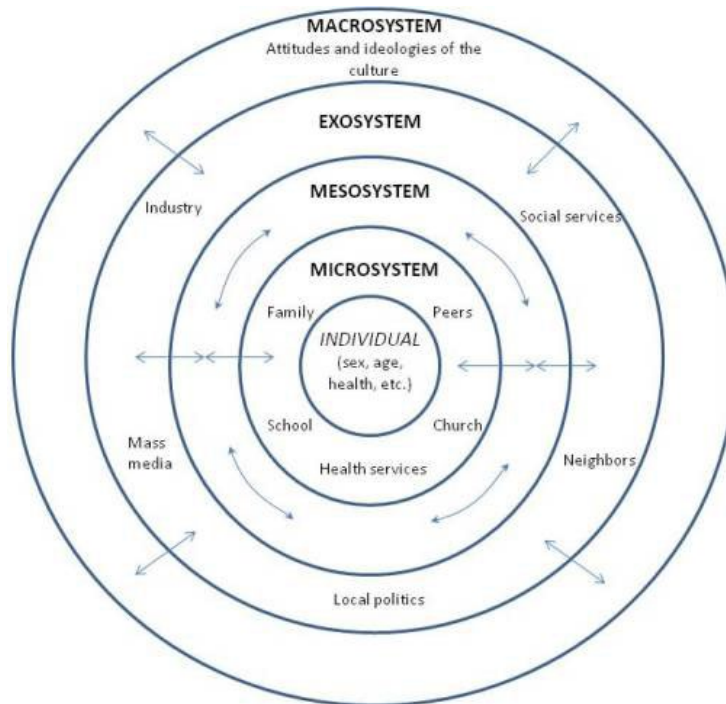 MACROSYSTEM
Attitudes and ideologies of the
culture
EXOSYSTEM
MESOSYSTEM
Industry
Social services
MICROSYSTEM
Family
Peers
INDIVIDUAL
(sex, age,
health, etc.)
School
Church
Mass
media
Health services
Neighbors
Local politics